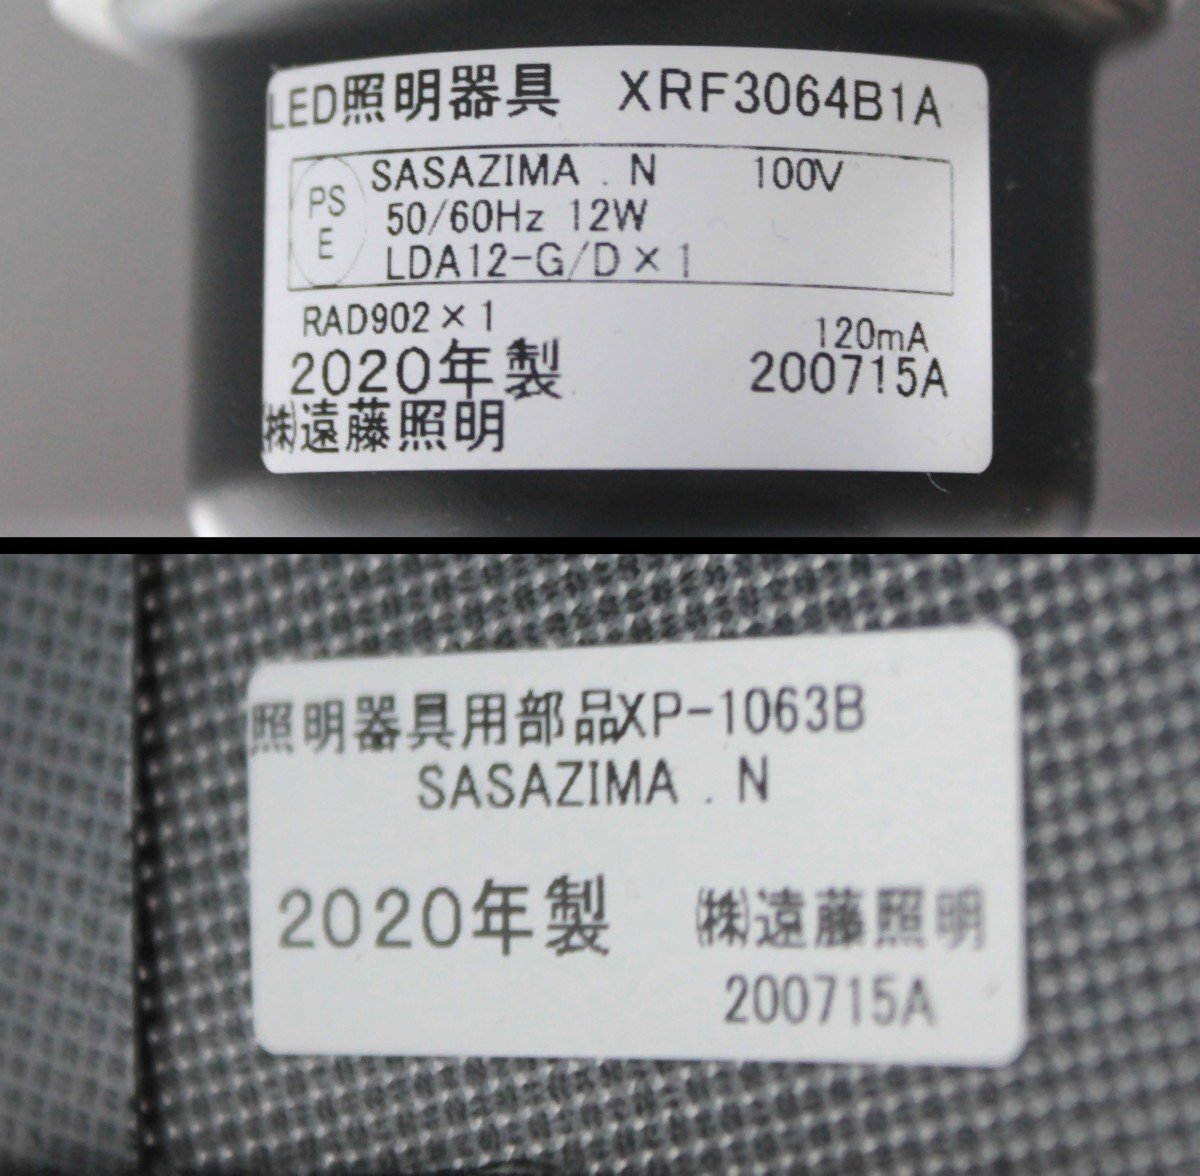 LED照明器具 XRF3064B1A
PS
E
SASAZIMA . N 100V
50/60Hz 12W
LDA12-G/D×1
RAD902×1
120mA
2020年製 200715A
㈱遠藤照明
照明器具用部品XP-1063B
SASAZIMA . N
2020年製 ㈱遠藤照明
200715A